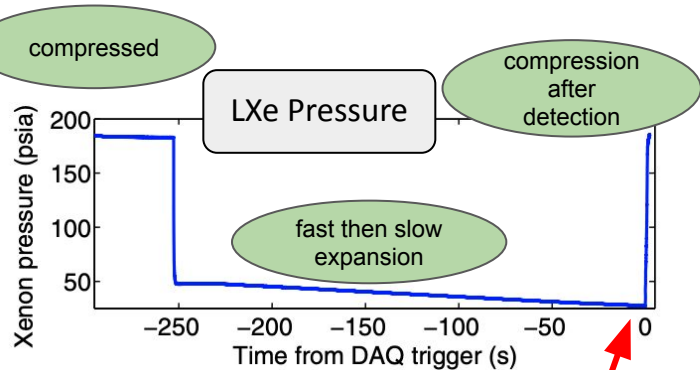 compressed
LXe Pressure
compression
after
detection
Xenon pressure (psia)
200
150
100
50
fast then slow
expansion
−250
−200
−150
−100
−50
0
Time from DAQ trigger (s)